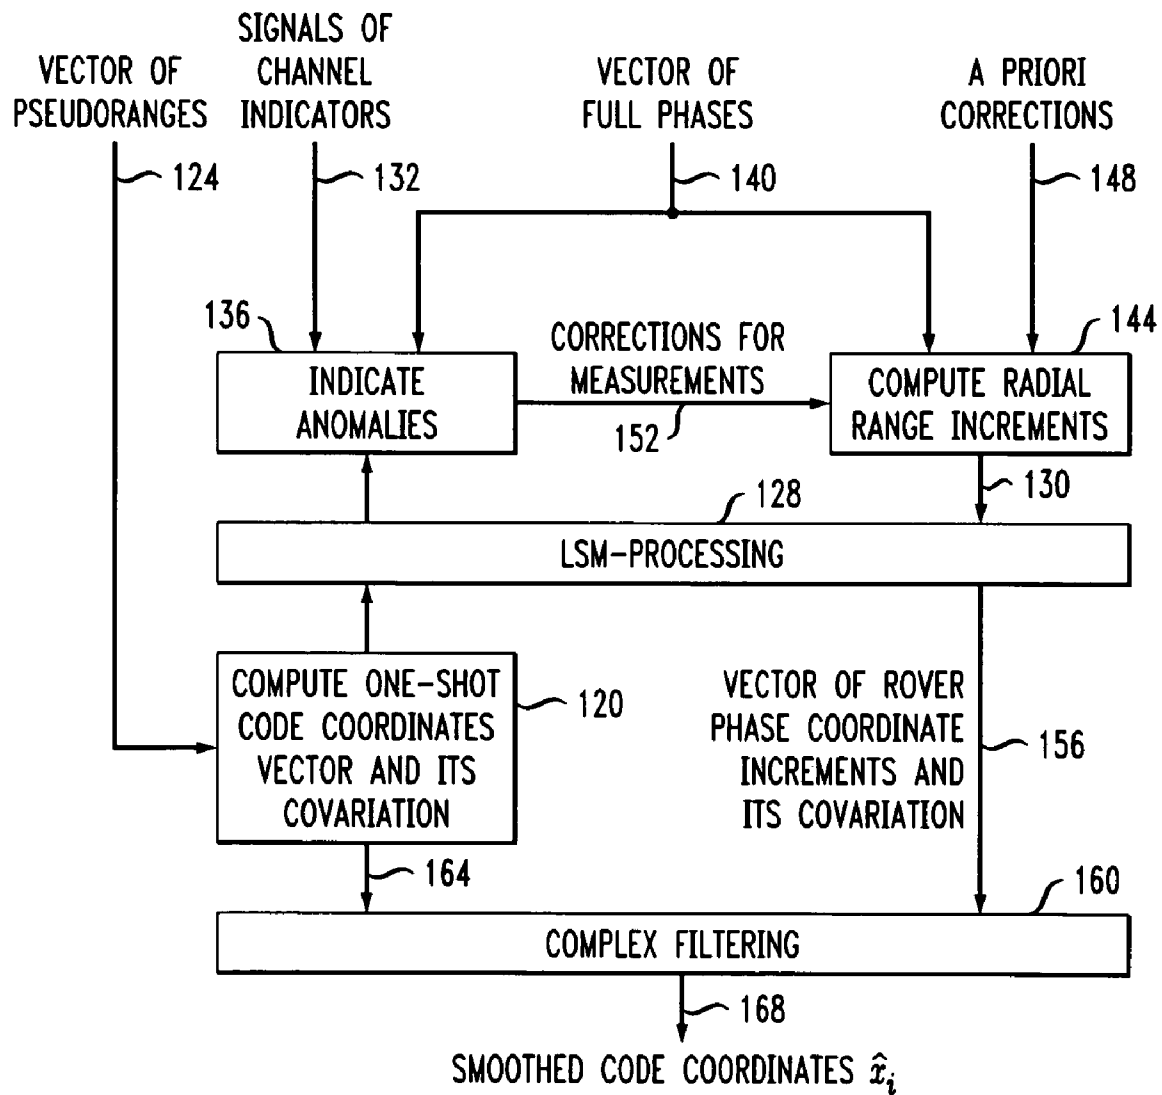 VECTOR OF
PSEUDORANGES
SIGNALS OF
CHANNEL
INDICATORS
VECTOR OF
FULL PHASES
A PRIORI
CORRECTIONS
124
132
140
148
136
144
INDICATE
ANOMALIES
CORRECTIONS FOR
MEASUREMENTS
152
COMPUTE RADIAL
RANGE INCREMENTS
130
128
LSM-PROCESSING
COMPUTE ONE-SHOT
CODE COORDINATES
VECTOR AND ITS
COVARIATION
120
VECTOR OF ROVER
PHASE COORDINATE
INCREMENTS AND
ITS COVARIATION
156
164
160
COMPLEX FILTERING
168
SMOOTHED CODE COORDINATES x̂ᵢ